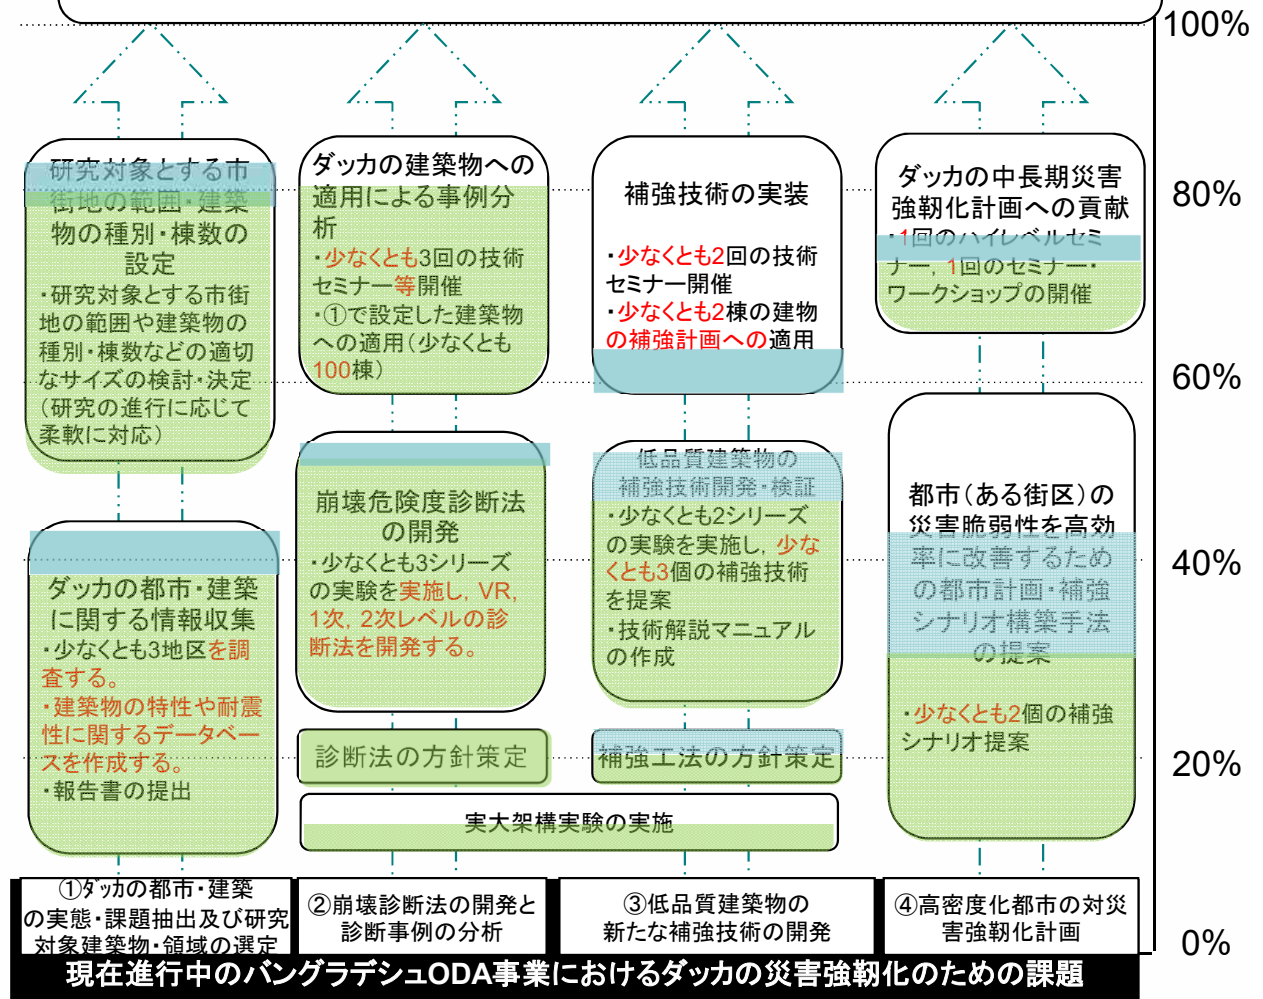 100%
80%
60%
40%
20%
0%
研究対象とする市
街地の範囲・建築
物の種別・棟数の
設定
・研究対象とする市街
地の範囲や建築物の
種別・棟数などの適切
なサイズの検討・決定
（研究の進行に応じて
柔軟に対応）
ダッカの都市・建築
に関する情報収集
・少なくとも3地区を調
査する。
・建築物の特性や耐震
性に関するデータベー
スを作成する。
・報告書の提出
①ダッカの都市・建築
の実態・課題抽出及び研究
対象建築物・領域の選定
ダッカの建築物への
適用による事例分
析
・少なくとも3回の技術
セミナー等開催
・①で設定した建築物
への適用（少なくとも
100棟）
崩壊危険度診断法
の開発
・少なくとも3シリーズ
の実験を実施し，VR，
1次，2次レベルの診
断法を開発する。
診断法の方針策定
実大架構実験の実施
②崩壊診断法の開発と
診断事例の分析
補強技術の実装
・少なくとも2回の技術
セミナー開催
・少なくとも2棟の建物
の補強計画への適用
低品質建築物の
補強技術開発・検証
・少なくとも2シリーズ
の実験を実施し，少な
くとも3個の補強技術
を提案
・技術解説マニュアル
の作成
補強工法の方針策定
③低品質建築物の
新たな補強技術の開発
ダッカの中長期災害
強靭化計画への貢献
・1回のハイレベルセミ
ナー，1回のセミナー・
ワークショップの開催
都市（ある街区）の
災害脆弱性を高効
率に改善するため
の都市計画・補強
シナリオ構築手法
の提案
・少なくとも2個の補強
シナリオ提案
④高密度化都市の対災
害強靭化計画
現在進行中のバングラデシュODA事業におけるダッカの災害強靭化のための課題